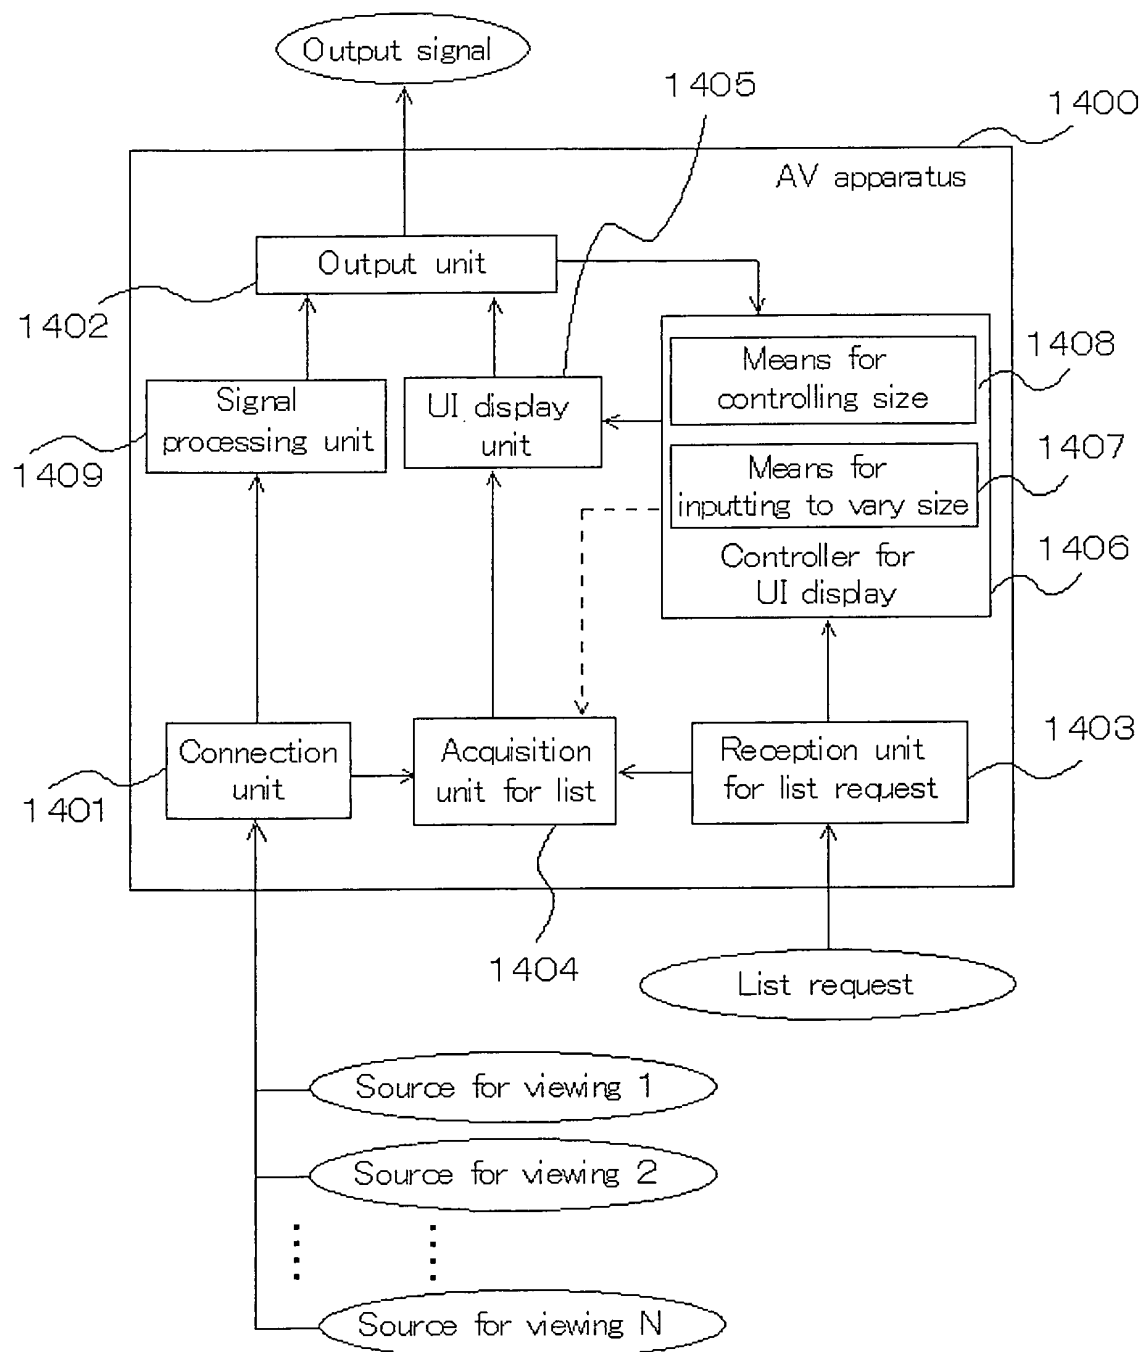 Output signal
1405
1400
AV apparatus
Output unit
1402
Means for
controlling size
1408
Signal
processing unit
UI display
unit
1409
Means for
inputting to vary size
1407
Controller for
UI display
1406
Connection
unit
Acquisition
unit for list
Reception unit
for list request
1403
1401
1404
List request
Source for viewing 1
Source for viewing 2
Source for viewing N